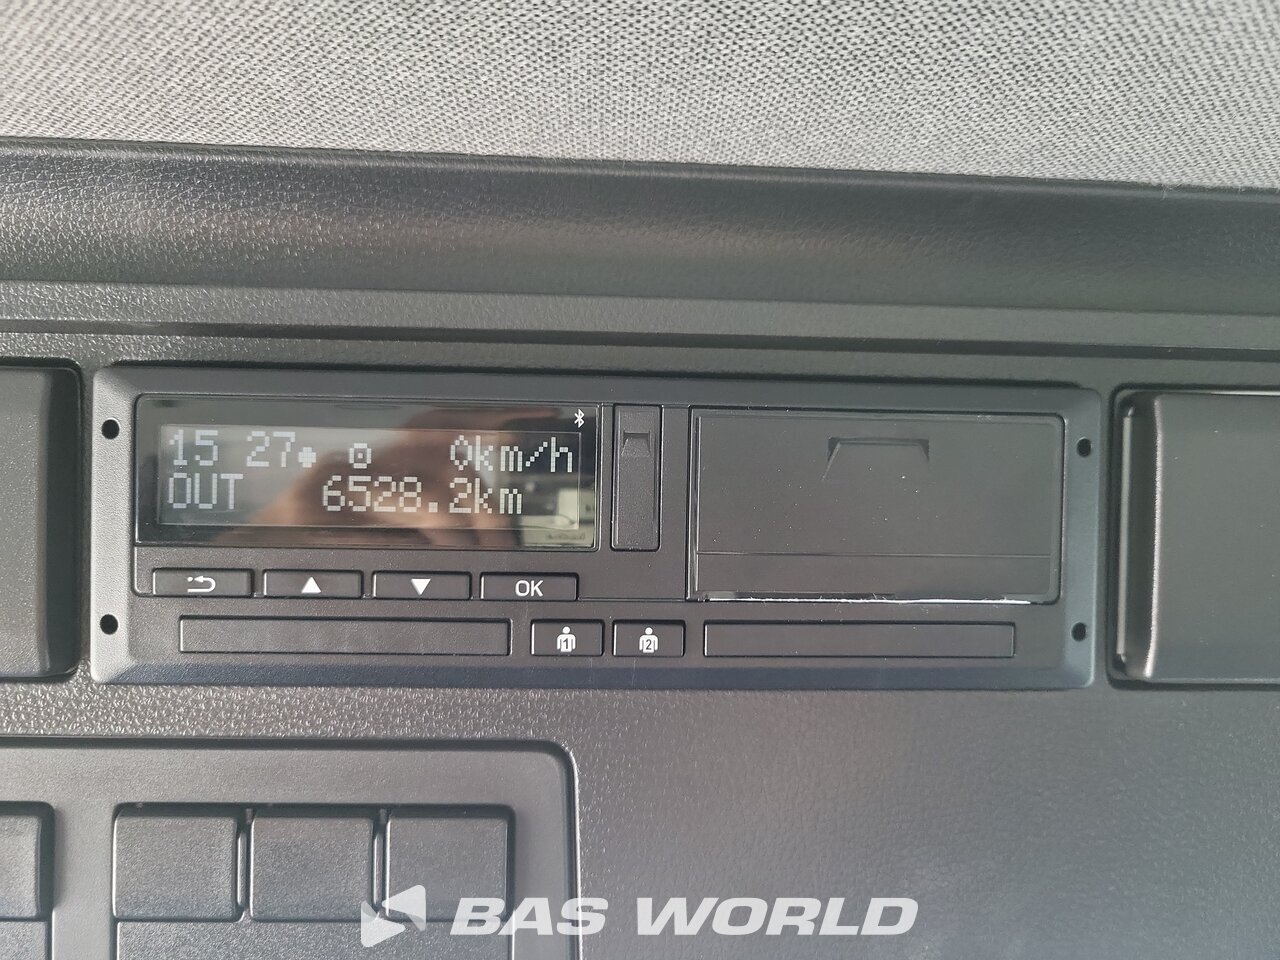 15 27 0km/h
OUT 6528.2km
OK
1 2
BAS WORLD